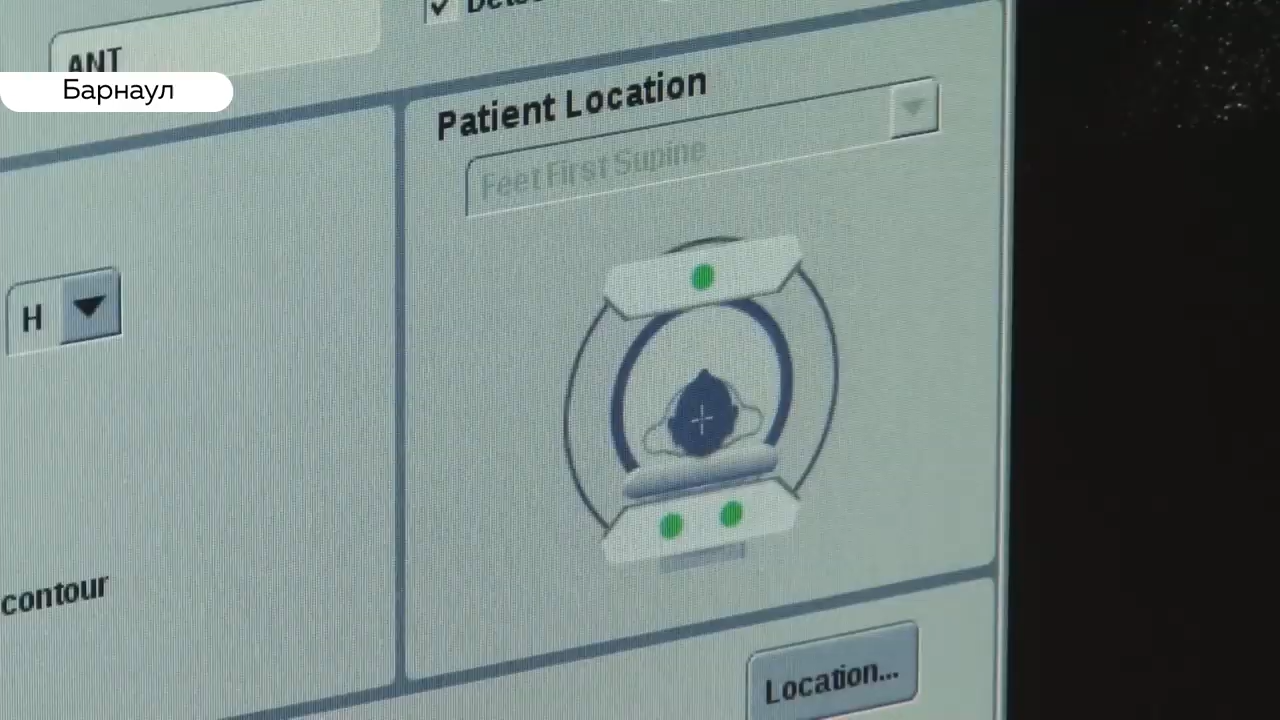 ANT
Барнаул
Patient Location
Feet First Supine
H
contour
Location...